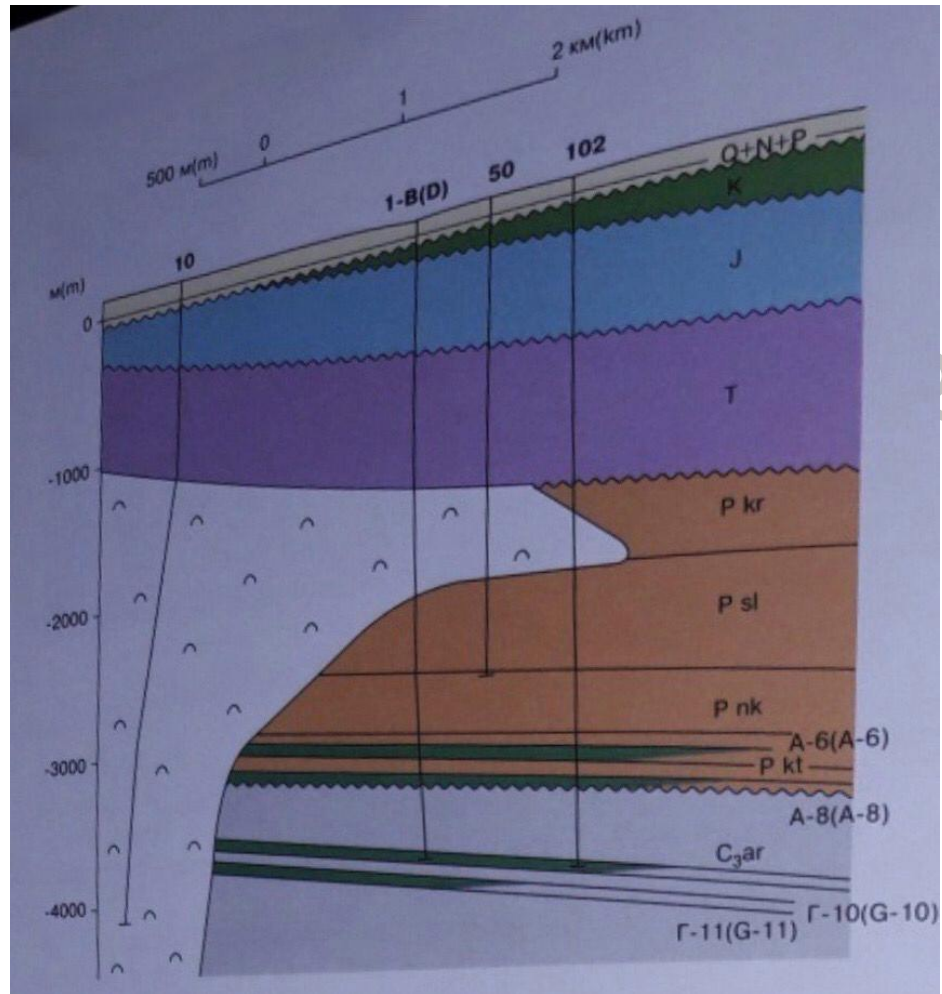 2 км(km)
1
0
500 м(m)
Q+N+P
102
50
1-В(D)
К
10
J
м(m)
0
T
-1000
P kr
P sl
-2000
P nk
А-6(A-6)
P kt
-3000
А-8(A-8)
C₃ar
-4000
Г-10(G-10)
Г-11(G-11)